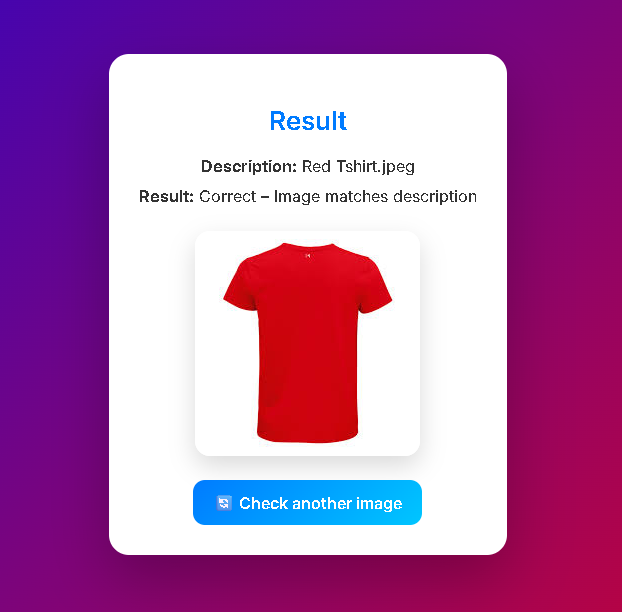 Result
Description: Red Tshirt.jpeg
Result: Correct – Image matches description
Check another image